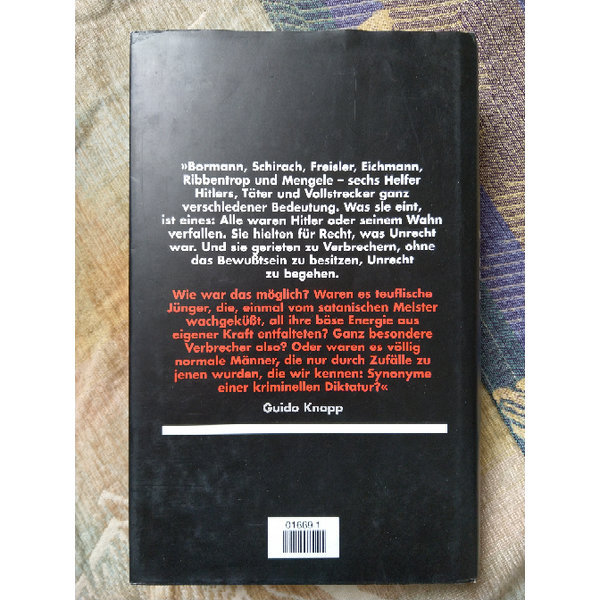 »Bormann, Schirach, Freisler, Eichmann,
Ribbentrop und Mengele – sechs Helfer
Hitlers, Täter und Vollstrecker ganz
verschiedener Bedeutung. Was sie eint,
ist eines: Alle waren Hitler oder seinem Wahn
verfallen. Sie hielten für Recht, was Unrecht
war. Und sie gerieten zu Verbrechern, ohne
das Bewußtsein zu besitzen, Unrecht
zu begehen.
Wie war das möglich? Waren es teuflische
Jünger, die, einmal vom satanischen Meister
wachgeküßt, all ihre böse Energie aus
eigener Kraft entfalteten? Ganz besondere
Verbrecher also? Oder waren es völlig
normale Männer, die nur durch Zufälle zu
jenen wurden, die wir kennen: Synonyme
einer kriminellen Diktatur?«
Guido Knopp
01669 1